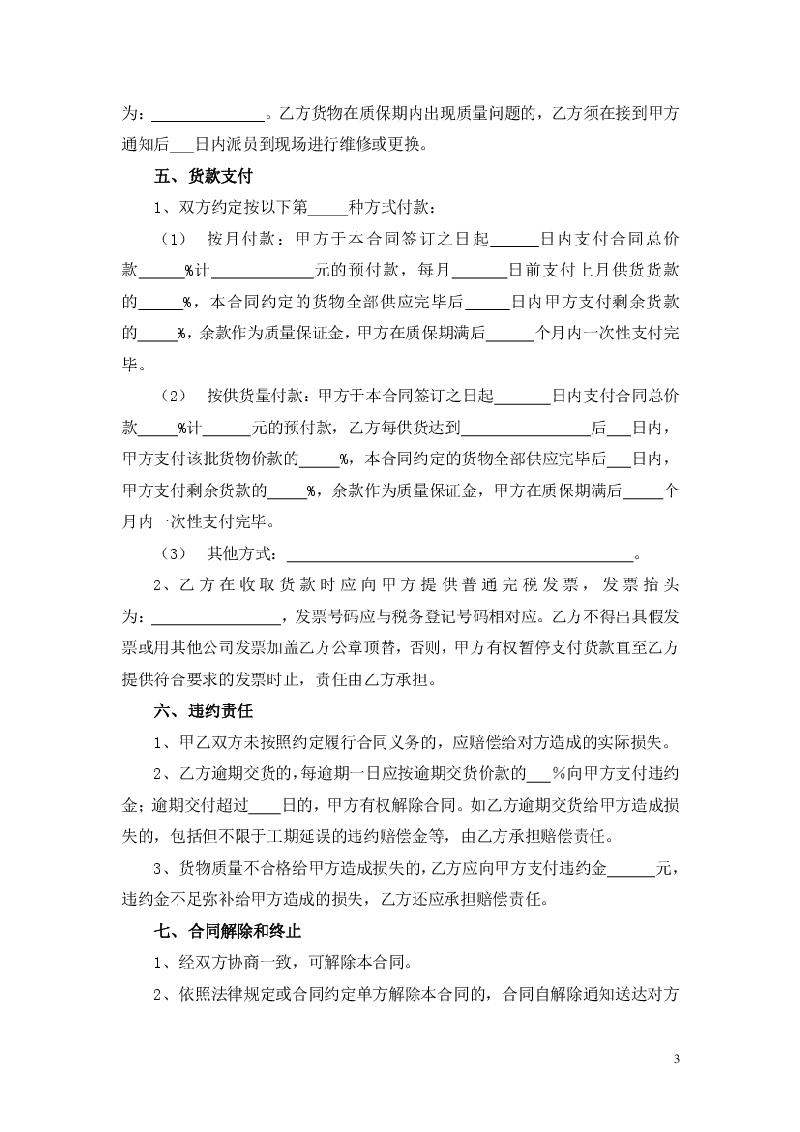 为：______________。乙方货物在质保期内出现质量问题的，乙方须在接到甲方
通知后___日内派员到现场进行维修或更换。
五、货款支付
1、双方约定按以下第_____种方式付款：
（1） 按月付款：甲方于本合同签订之日起______日内支付合同总价
款______%计_____________元的预付款，每月_______日前支付上月供货货款
的______%，本合同约定的货物全部供应完毕后______日内甲方支付剩余货款
的_____%，余款作为质量保证金，甲方在质保期满后______个月内一次性支付完
毕。
（2） 按供货量付款：甲方于本合同签订之日起_______日内支付合同总价
款_____%计______元的预付款，乙方每供货达到________________后___日内，
甲方支付该批货物价款的_____%，本合同约定的货物全部供应完毕后___日内，
甲方支付剩余货款的_____%，余款作为质量保证金，甲方在质保期满后_____个
月内一次性支付完毕。
（3） 其他方式：___________________________________________。
2、乙方在收取货款时应向甲方提供普通完税发票，发票抬头
为：________________，发票号码应与税务登记号码相对应。乙方不得出具假发
票或用其他公司发票加盖乙方公章顶替，否则，甲方有权暂停支付货款直至乙方
提供符合要求的发票时止，责任由乙方承担。
六、违约责任
1、甲乙双方未按照约定履行合同义务的，应赔偿给对方造成的实际损失。
2、乙方逾期交货的，每逾期一日应按逾期交货价款的___％向甲方支付违约
金；逾期交付超过____日的，甲方有权解除合同。如乙方逾期交货给甲方造成损
失的，包括但不限于工期延误的违约赔偿金等，由乙方承担赔偿责任。
3、货物质量不合格给甲方造成损失的，乙方应向甲方支付违约金______元，
违约金不足弥补给甲方造成的损失，乙方还应承担赔偿责任。
七、合同解除和终止
1、经双方协商一致，可解除本合同。
2、依照法律规定或合同约定单方解除本合同的，合同自解除通知送达对方
3